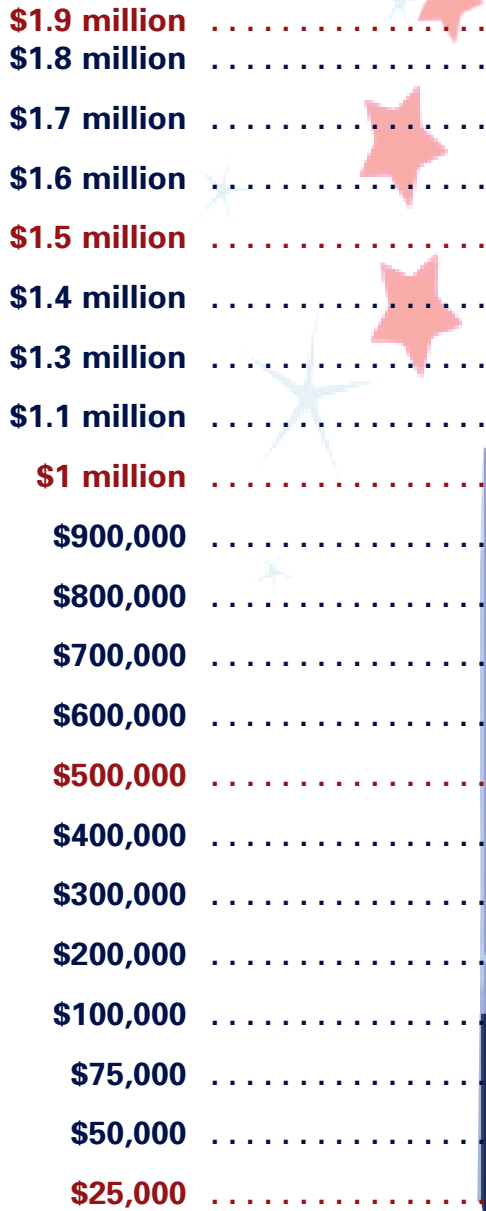 $1.9 million ................
$1.8 million ................
$1.7 million ................
$1.6 million ................
$1.5 million ................
$1.4 million ................
$1.3 million ................
$1.1 million ................
$1 million ................
$900,000 ................
$800,000 ................
$700,000 ................
$600,000 ................
$500,000 ................
$400,000 ................
$300,000 ................
$200,000 ................
$100,000 ................
$75,000 ................
$50,000 ................
$25,000 ................